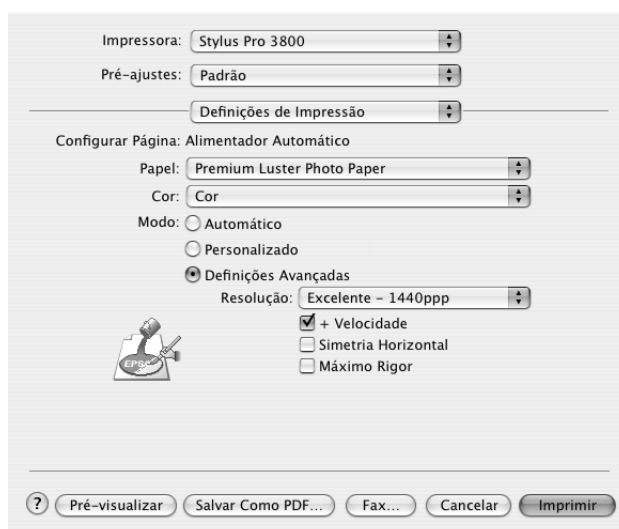 Impressora: Stylus Pro 3800
Pré-ajustes: Padrão
Definições de Impressão
Configurar Página: Alimentador Automático
Papel: Premium Luster Photo Paper
Cor: Cor
Modo: Automático
Personalizado
Definições Avançadas
Resolução: Excelente – 1440ppp
+ Velocidade
Simetria Horizontal
Máximo Rigor
EPSO
? Pré-visualizar Salvar Como PDF... Fax... Cancelar Imprimir